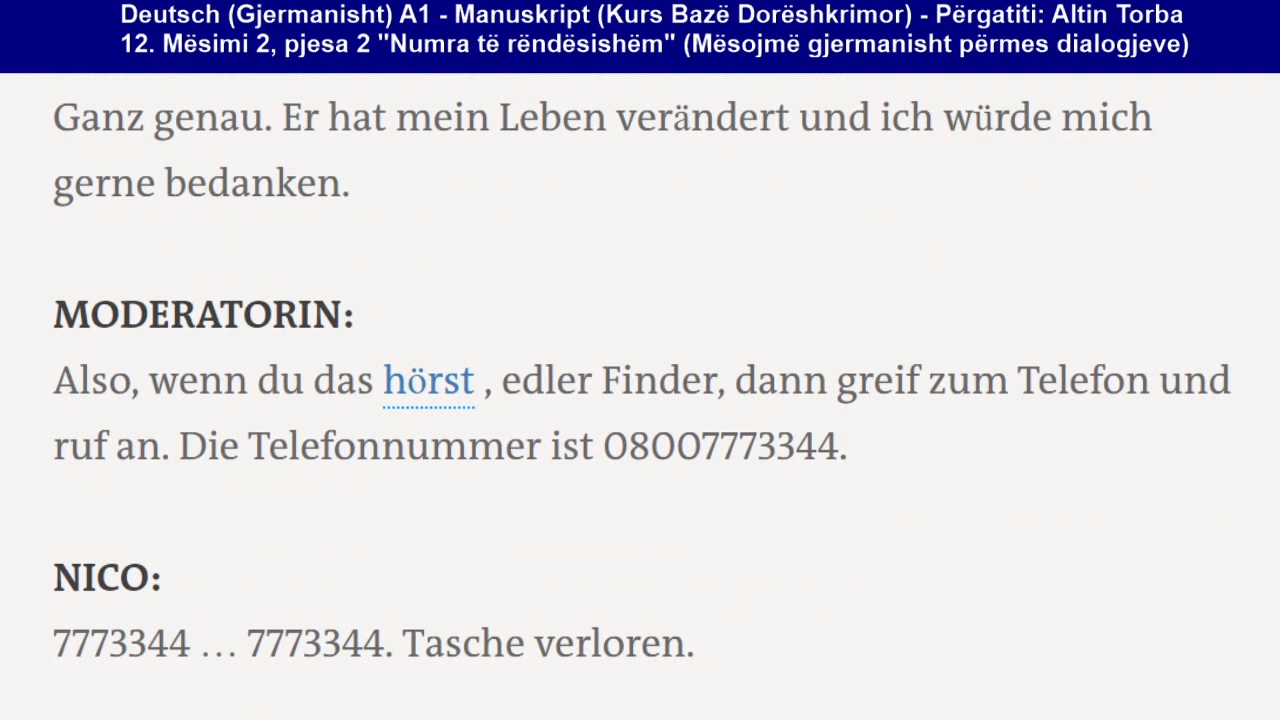 Deutsch (Gjermanisht) A1 - Manuskript (Kurs Bazë Dorëshkrimor) - Përgatiti: Altin Torba
12. Mësimi 2, pjesa 2 "Numra të rëndësishëm" (Mësojmë gjermanisht përmes dialogjeve)
Ganz genau. Er hat mein Leben verändert und ich würde mich
gerne bedanken.
MODERATORIN:
Also, wenn du das hörst , edler Finder, dann greif zum Telefon und
ruf an. Die Telefonnummer ist 08007773344.
NICO:
7773344 … 7773344. Tasche verloren.